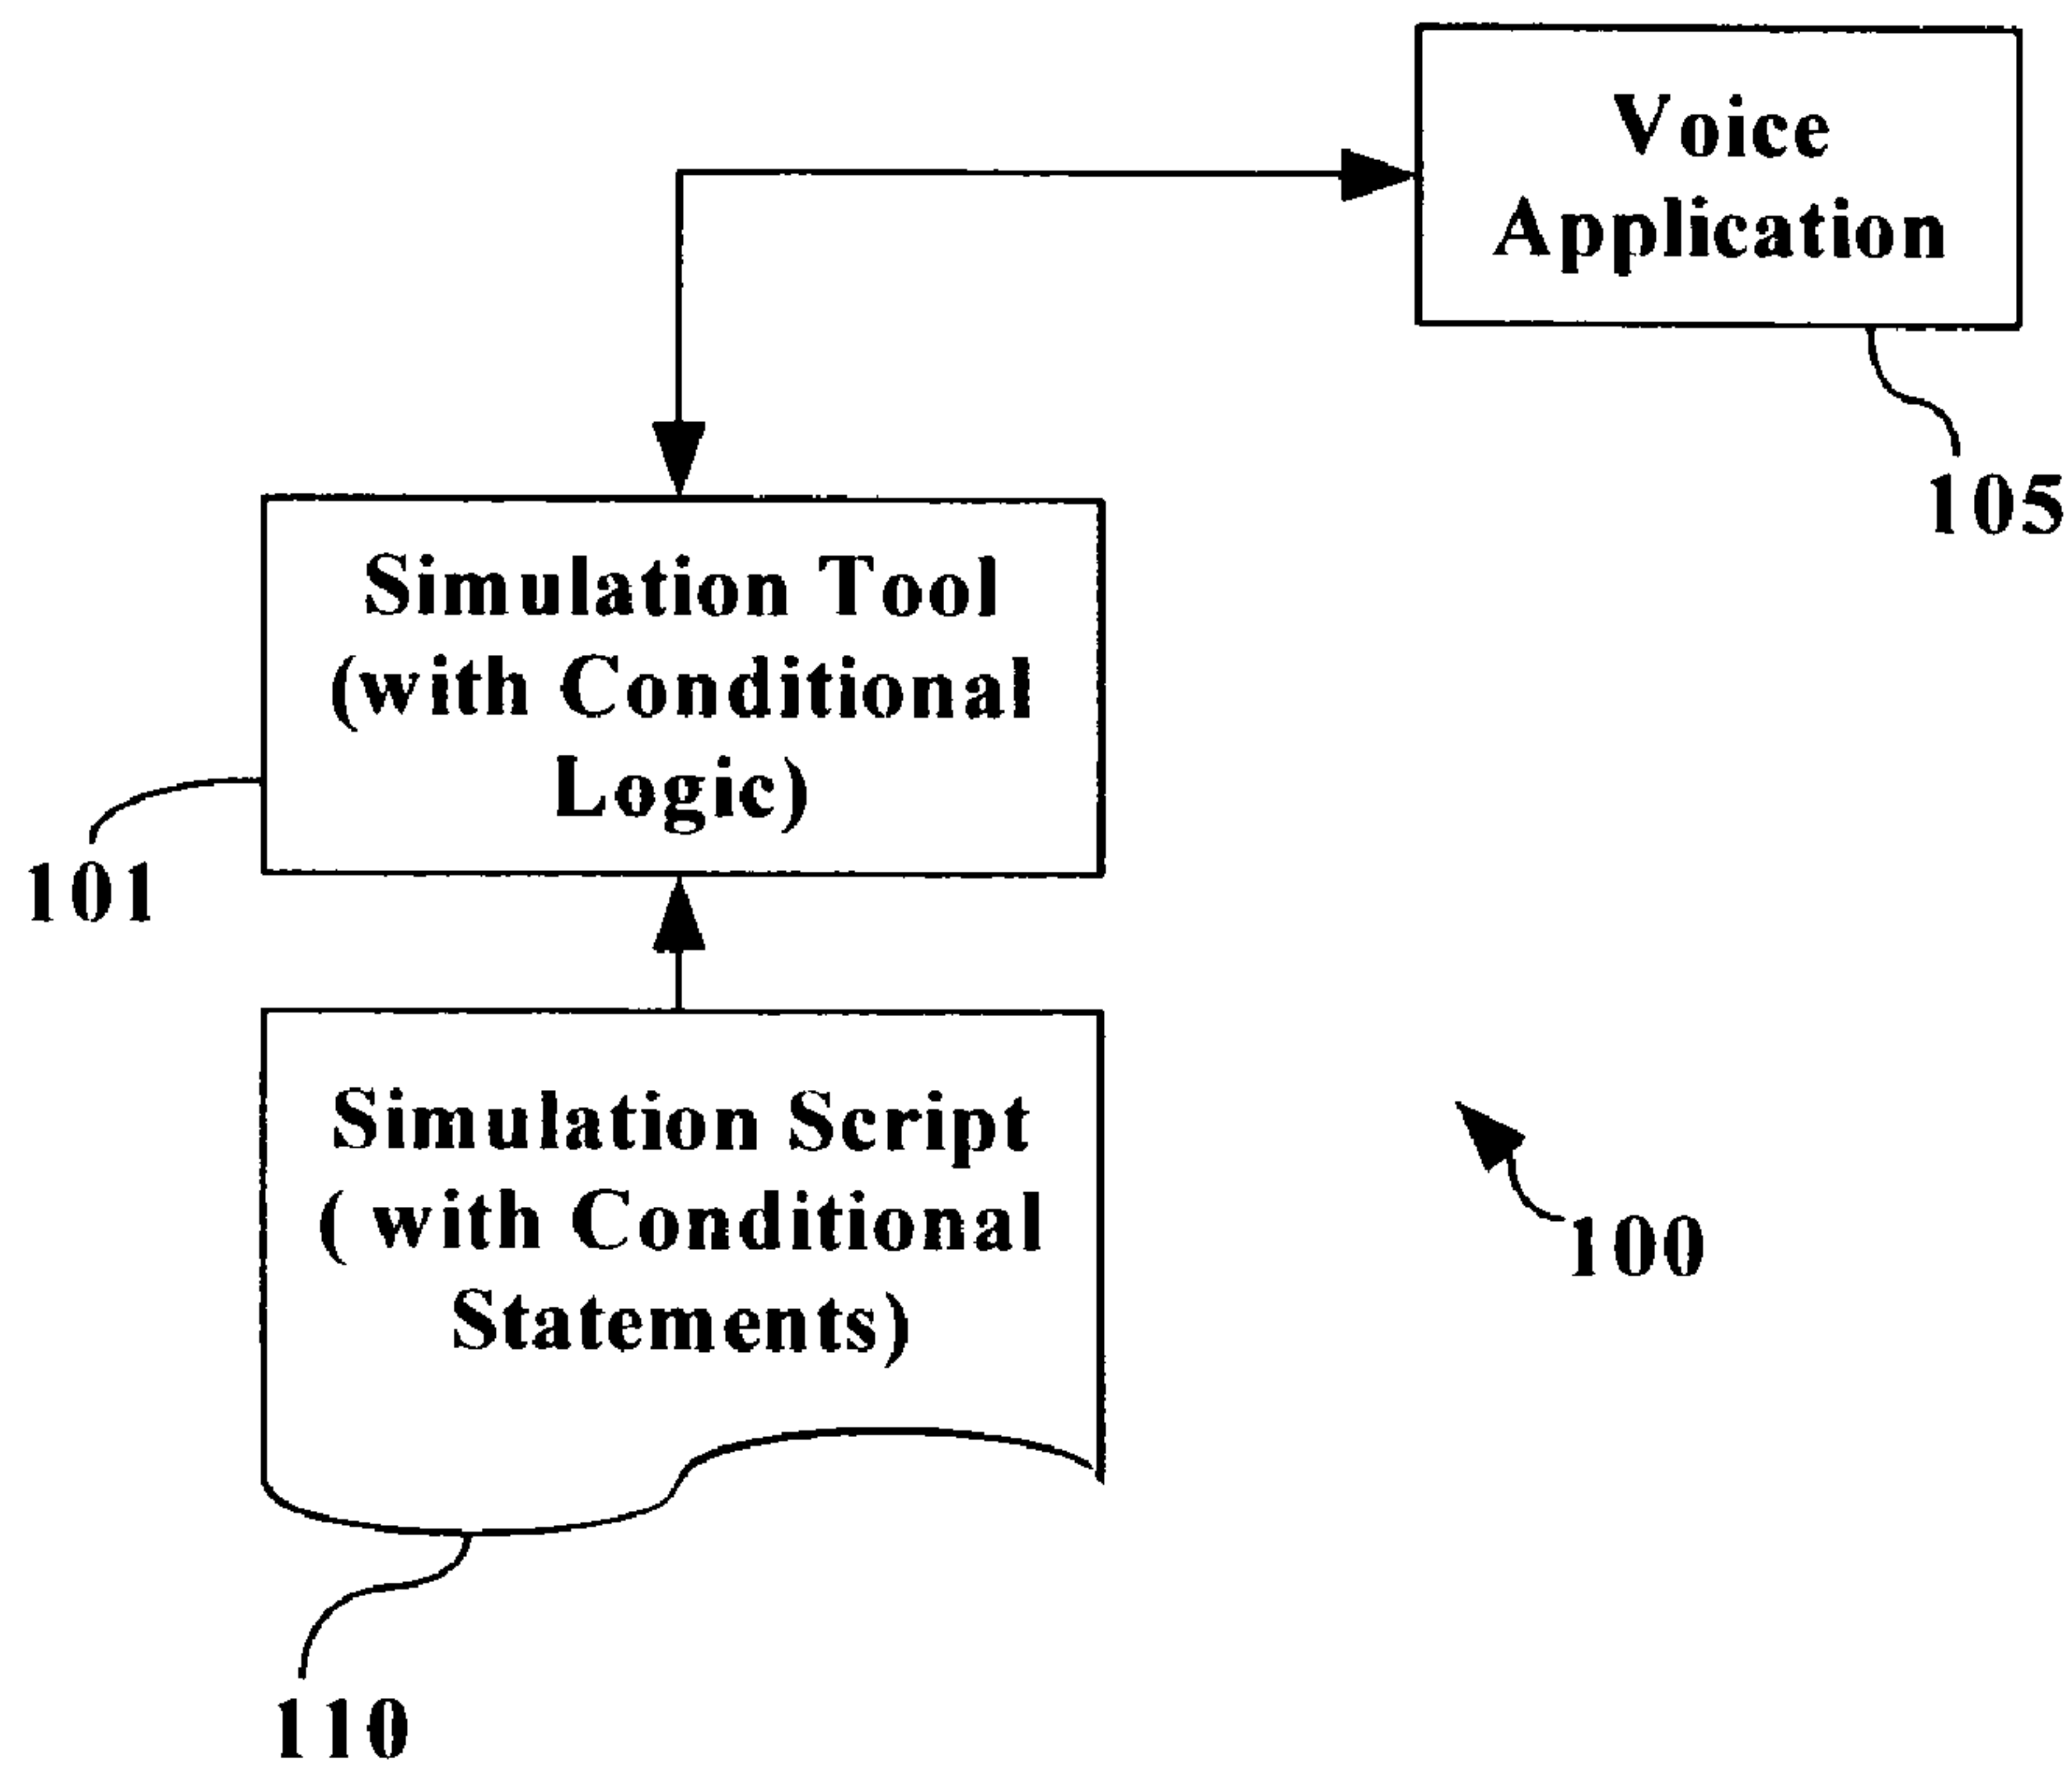 Voice
Application
105
Simulation Tool
(with Conditional
Logic)
101
Simulation Script
( with Conditional
Statements)
100
110